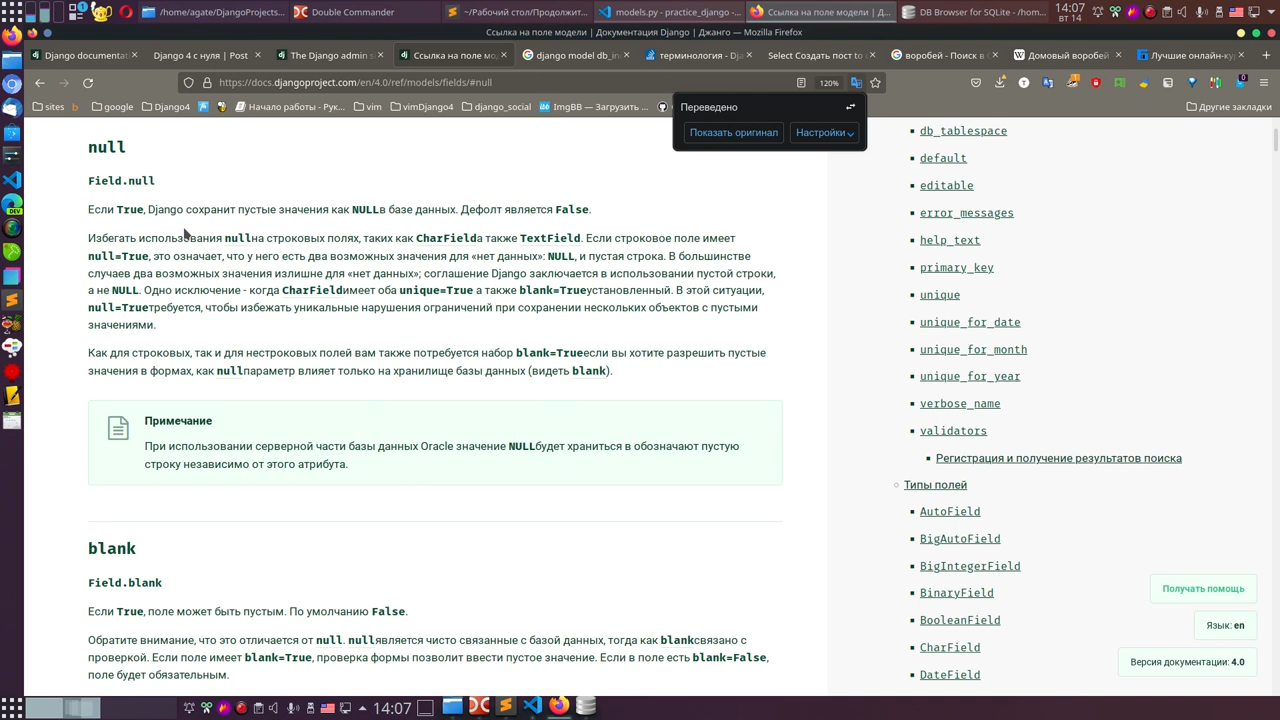 /home/agate/DjangoProjects...
Double Commander
~/Рабочий стол/Продолжит...
models.py - practice_django -...
Ссылка на поле модели | Д...
DB Browser for SQLite - /hom...
14:07
ВТ 14
Ссылка на поле модели | Документация Django | Джанго — Mozilla Firefox
Django documentat
Django 4 с нуля | Post
The Django admin s
Ссылка на поле мо
django model db_in
терминология - Дж
Select Создать пост to
воробей - Поиск в G
Домовый воробей
Лучшие онлайн-кур
https://docs.djangoproject.com/en/4.0/ref/models/fields/#null
120%
sites
google
Django4
Начало работы - Рук...
vim
vimDjango4
django_social
ImgBB — Загрузить ...
Другие закладки
Переведено
Показать оригинал
Настройки
null
Field.null
Если True, Django сохранит пустые значения как NULLв базе данных. Дефолт является False.
Избегать использования nullна строковых полях, таких как CharFieldа также TextField. Если строковое поле имеет
null=True, это означает, что у него есть два возможных значения для «нет данных»: NULL, и пустая строка. В большинстве
случаев два возможных значения излишне для «нет данных»; соглашение Django заключается в использовании пустой строки,
а не NULL. Одно исключение - когда CharFieldимеет оба unique=True а также blank=Trueустановленный. В этой ситуации,
null=Trueтребуется, чтобы избежать уникальные нарушения ограничений при сохранении нескольких объектов с пустыми
значениями.
Как для строковых, так и для нестроковых полей вам также потребуется набор blank=Trueесли вы хотите разрешить пустые
значения в формах, как nullпараметр влияет только на хранилище базы данных (видеть blank).
Примечание
При использовании серверной части базы данных Oracle значение NULLбудет храниться в обозначают пустую
строку независимо от этого атрибута.
blank
Field.blank
Если True, поле может быть пустым. По умолчанию False.
Обратите внимание, что это отличается от null. nullявляется чисто связанные с базой данных, тогда как blankсвязано с
проверкой. Если поле имеет blank=True, проверка формы позволит ввести пустое значение. Если в поле есть blank=False,
поле будет обязательным.
db_tablespace
default
editable
error_messages
help_text
primary_key
unique
unique_for_date
unique_for_month
unique_for_year
verbose_name
validators
Регистрация и получение результатов поиска
Типы полей
AutoField
BigAutoField
BigIntegerField
BinaryField
BooleanField
CharField
DateField
Получать помощь
Язык: en
Версия документации: 4.0
14:07